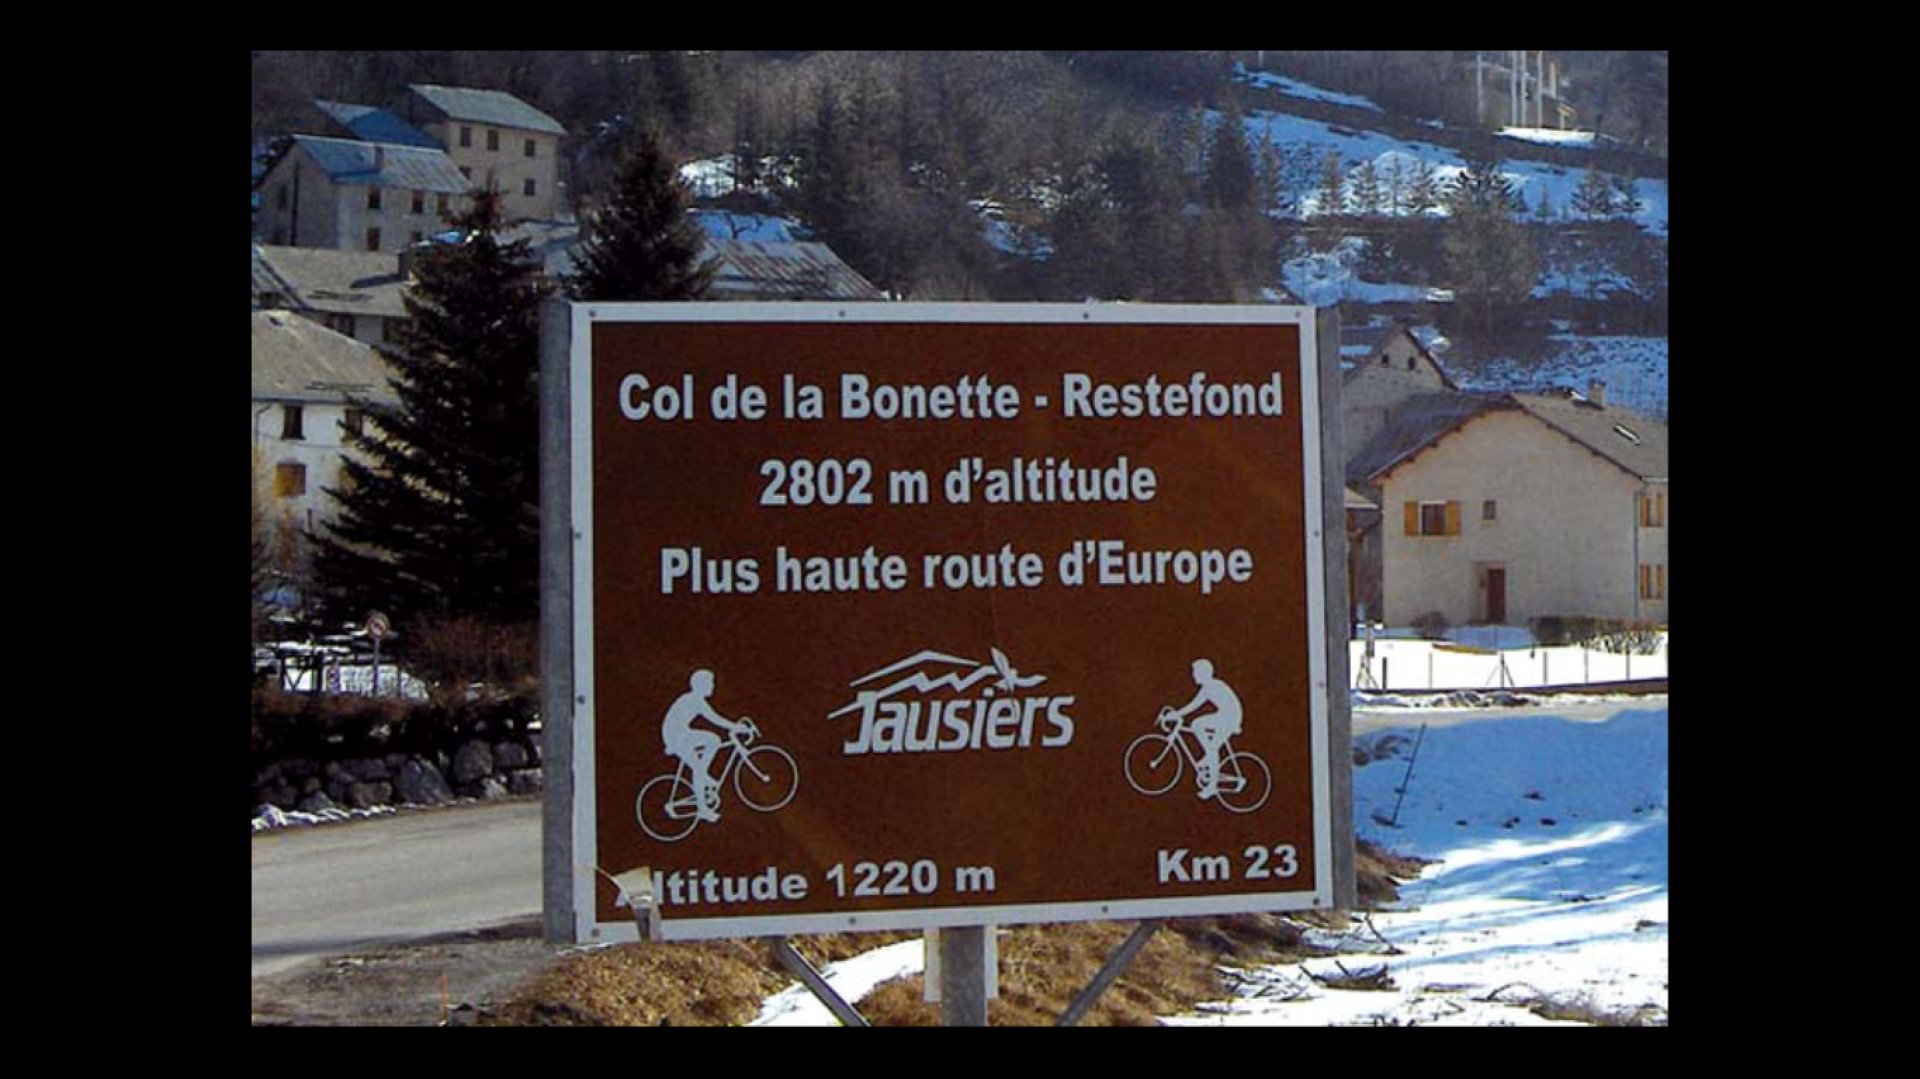 Col de la Bonette - Restefond
2802 m d'altitude
Plus haute route d'Europe
Jausiers
Altitude 1220 m
Km 23